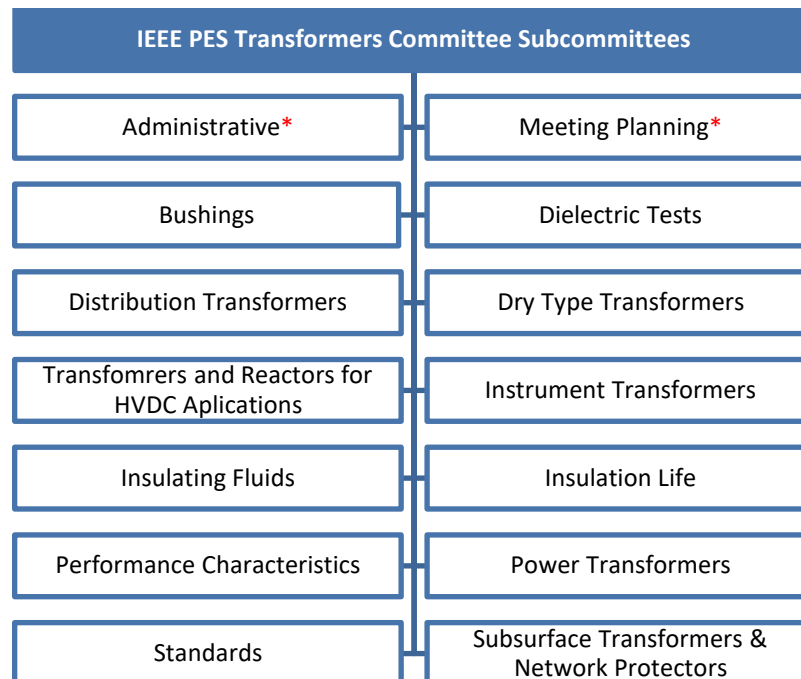 IEEE PES Transformers Committee Subcommittees
Administrative*
Meeting Planning*
Bushings
Dielectric Tests
Distribution Transformers
Dry Type Transformers
Transfomrers and Reactors for
HVDC Aplications
Instrument Transformers
Insulating Fluids
Insulation Life
Performance Characteristics
Power Transformers
Standards
Subsurface Transformers &
Network Protectors